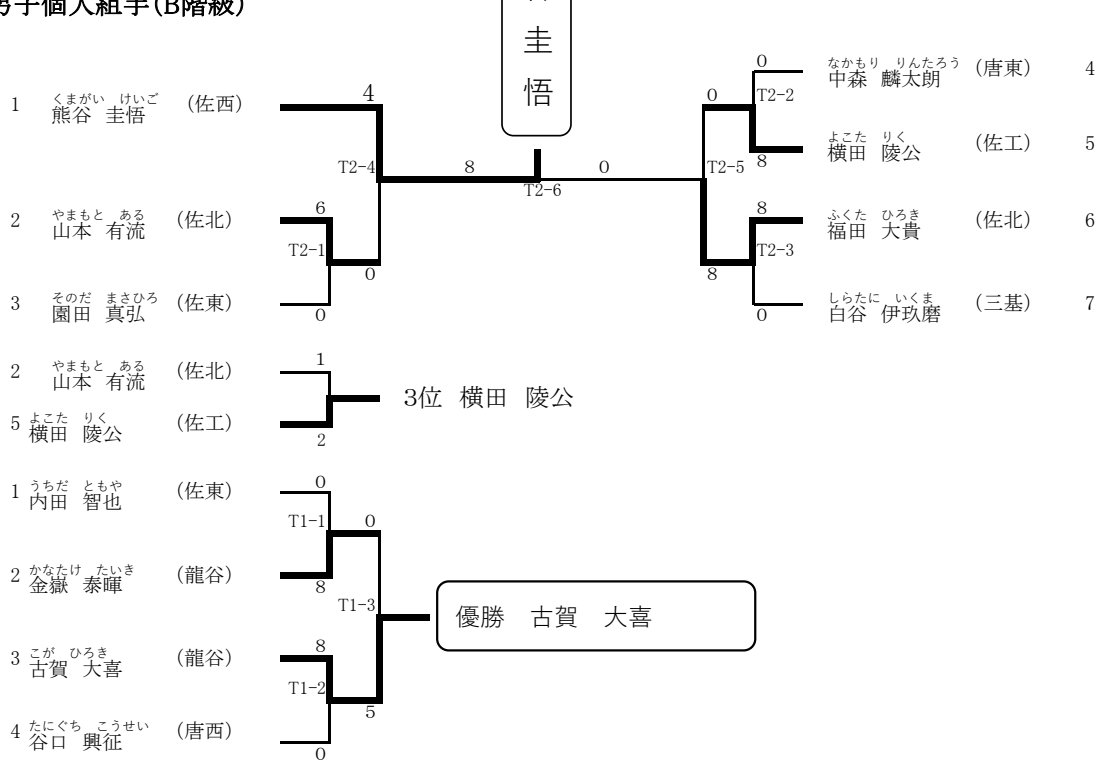 男子個人組手(B階級)
圭
悟
1 くまがい けいご 熊谷 圭悟 (佐西)
4
T2-4
8
T2-6
0
2 やまもと ある 山本 有流 (佐北)
6
T2-1
0
3 そのだ まさひろ 園田 真弘 (佐東)
0
0
なかもり りんたろう 中森 麟太朗 (唐東) 4
T2-2
0
よこた りく 横田 陵公 (佐工) 5
8
T2-5
8
ふくた ひろき 福田 大貴 (佐北) 6
T2-3
8
しらたに いくま 白谷 伊玖磨 (三基) 7
0
2 やまもと ある 山本 有流 (佐北)
1
3位 横田 陵公
5 よこた りく 横田 陵公 (佐工)
2
1 うちだ ともや 内田 智也 (佐東)
0
T1-1
0
2 かなたけ たいき 金嶽 泰暉 (龍谷)
8
T1-3
優勝 古賀 大喜
3 こが ひろき 古賀 大喜 (龍谷)
8
T1-2
5
4 たにぐち こうせい 谷口 興征 (唐西)
0